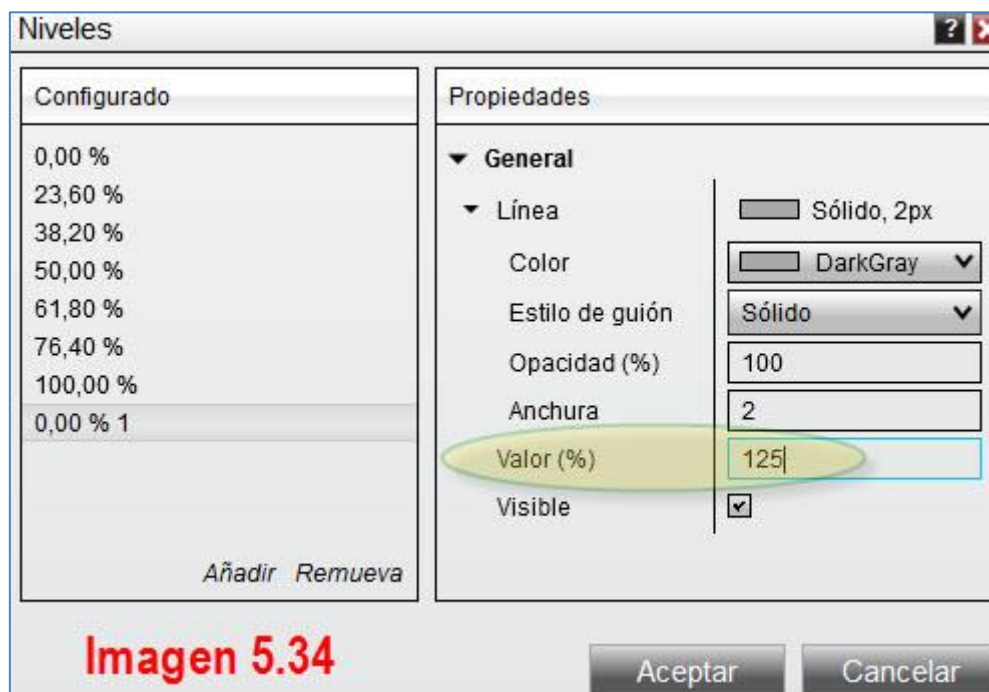 Niveles
?
Configurado
0,00 %
23,60 %
38,20 %
50,00 %
61,80 %
76,40 %
100,00 %
0,00 % 1
Añadir Remueva
Propiedades
General
Línea Sólido, 2px
Color DarkGray
Estilo de guión Sólido
Opacidad (%) 100
Anchura 2
Valor (%) 125
Visible
Imagen 5.34
Aceptar Cancelar